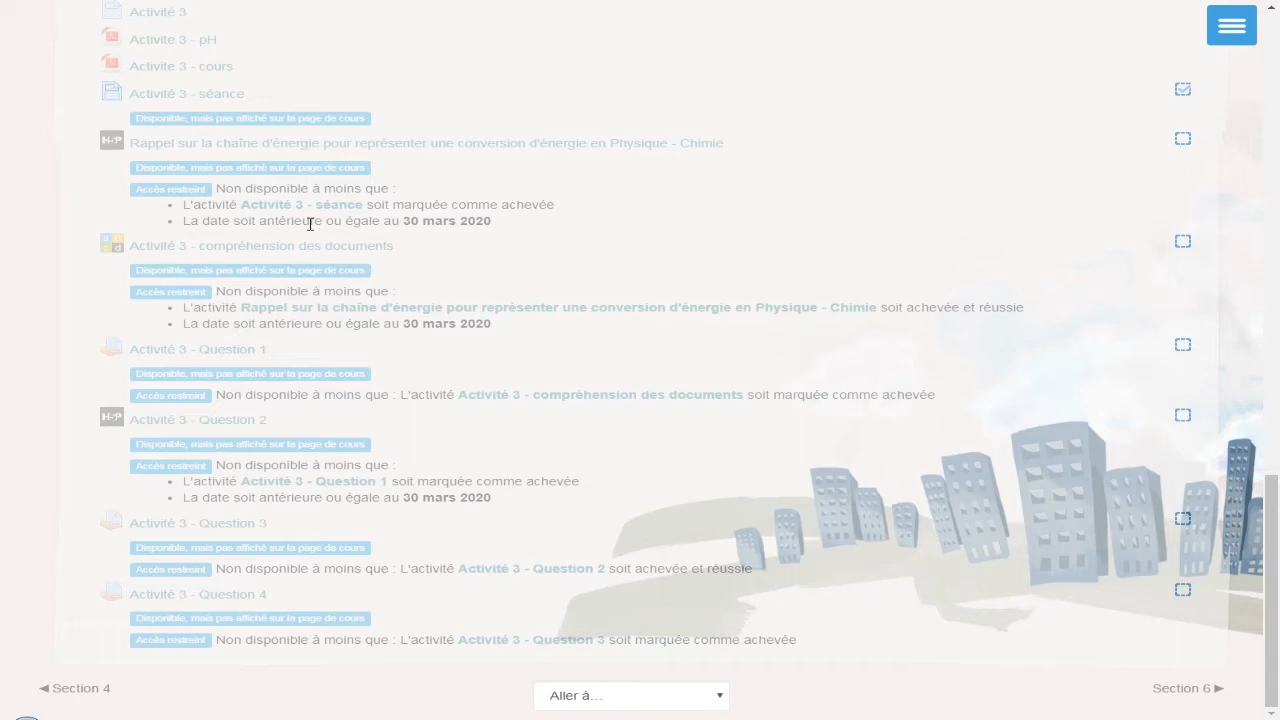 Activité 3
Activité 3 - pH
Activité 3 - cours
Activité 3 - séance
Disponible, mais pas affiché sur la page de cours
H-P
Rappel sur la chaîne d'énergie pour représenter une conversion d'énergie en Physique - Chimie
Disponible, mais pas affiché sur la page de cours
Accès restreint Non disponible à moins que :
• L'activité Activité 3 - séance soit marquée comme achevée
• La date soit antérieure ou égale au 30 mars 2020
Activité 3 - compréhension des documents
Disponible, mais pas affiché sur la page de cours
Accès restreint Non disponible à moins que :
• L'activité Rappel sur la chaîne d'énergie pour représenter une conversion d'énergie en Physique - Chimie soit achevée et réussie
• La date soit antérieure ou égale au 30 mars 2020
Activité 3 - Question 1
Disponible, mais pas affiché sur la page de cours
Accès restreint Non disponible à moins que : L'activité Activité 3 - compréhension des documents soit marquée comme achevée
H-P
Activité 3 - Question 2
Disponible, mais pas affiché sur la page de cours
Accès restreint Non disponible à moins que :
• L'activité Activité 3 - Question 1 soit marquée comme achevée
• La date soit antérieure ou égale au 30 mars 2020
Activité 3 - Question 3
Disponible, mais pas affiché sur la page de cours
Accès restreint Non disponible à moins que : L'activité Activité 3 - Question 2 soit achevée et réussie
Activité 3 - Question 4
Disponible, mais pas affiché sur la page de cours
Accès restreint Non disponible à moins que : L'activité Activité 3 - Question 3 soit marquée comme achevée
◀ Section 4
Aller à...
Section 6 ▶